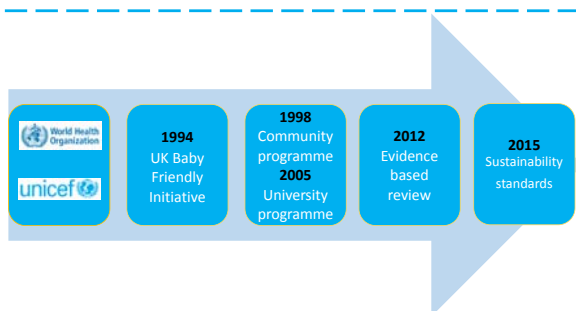 World Health
Organization
unicef
1994
UK Baby
Friendly
Initiative
1998
Community
programme
2005
University
programme
2012
Evidence
based
review
2015
Sustainability
standards